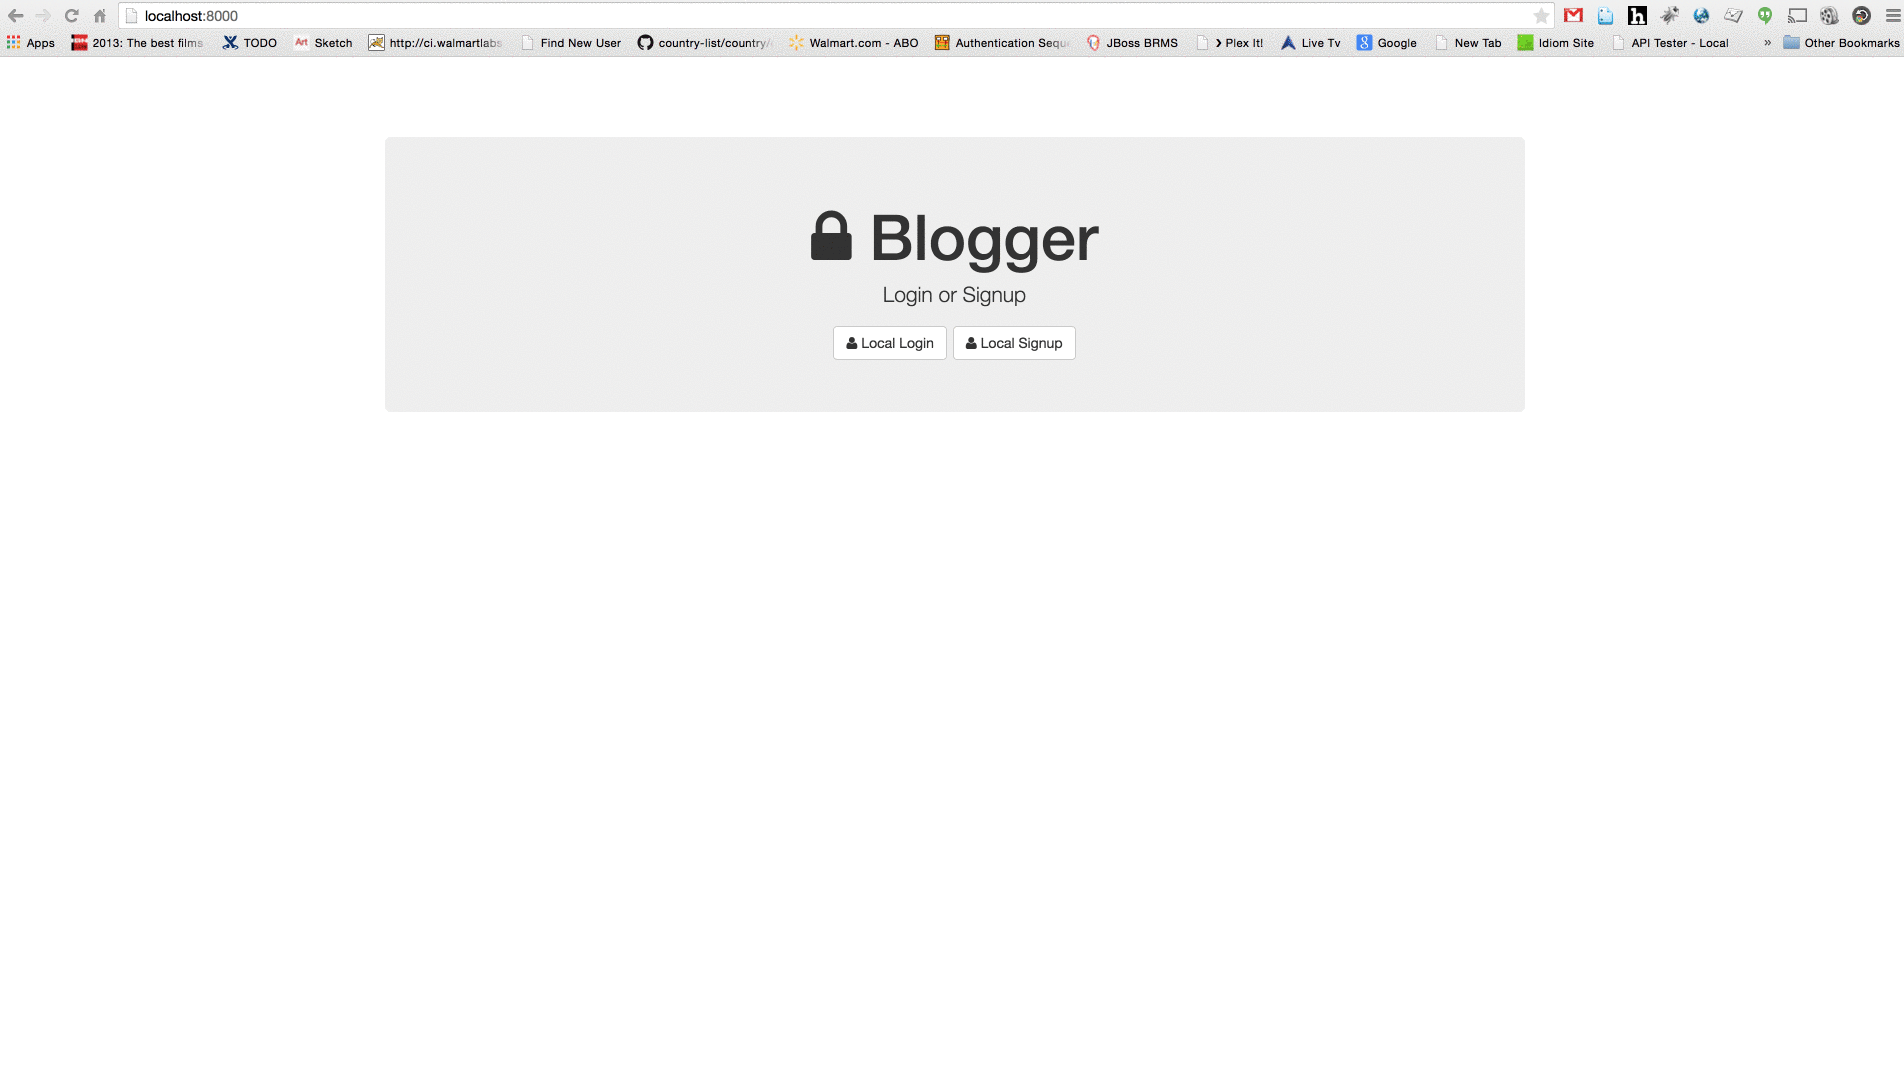 localhost:8000
Apps 2013: The best films TODO Art Sketch http://ci.walmartlabs Find New User country-list/country/ Walmart.com - ABO Authentication Sequ JBoss BRMS › Plex It! Live Tv 8 Google New Tab Idiom Site API Tester - Local » Other Bookmarks
Blogger
Login or Signup
Local Login Local Signup